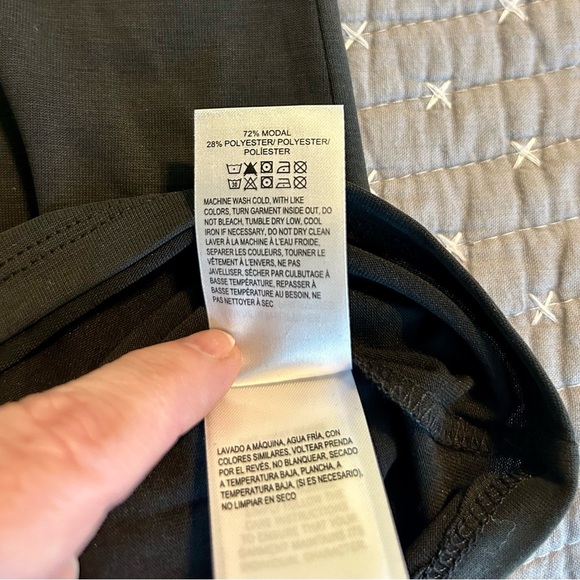 72% MODAL
28% POLYESTER/ POLYESTER/
POLIÉSTER
MACHINE WASH COLD, WITH LIKE
COLORS, TURN GARMENT INSIDE OUT, DO
NOT BLEACH, TUMBLE DRY LOW, COOL
IRON IF NECESSARY, DO NOT DRY CLEAN
LAVER À LA MACHINE À L'EAU FROIDE,
SEPARER LES COULEURS, TOURNER LE
VÊTEMENT À L'ENVERS, NE PAS
JAVELLISER, SÉCHER PAR CULBUTAGE À
BASSE TEMPÉRATURE, REPASSER À
BASSE TEMPÉRATURE AU BESOIN, NE
PAS NETTOYER À SEC
LAVADO A MÁQUINA, AGUA FRÍA, CON
COLORES SIMILARES, VOLTEAR PRENDA
POR EL REVÉS, NO BLANQUEAR, SECADO
A TEMPERATURA BAJA, PLANCHA, A
TEMPERATURA BAJA, (SI ES NECESARIO),
NO LIMPIAR EN SECO